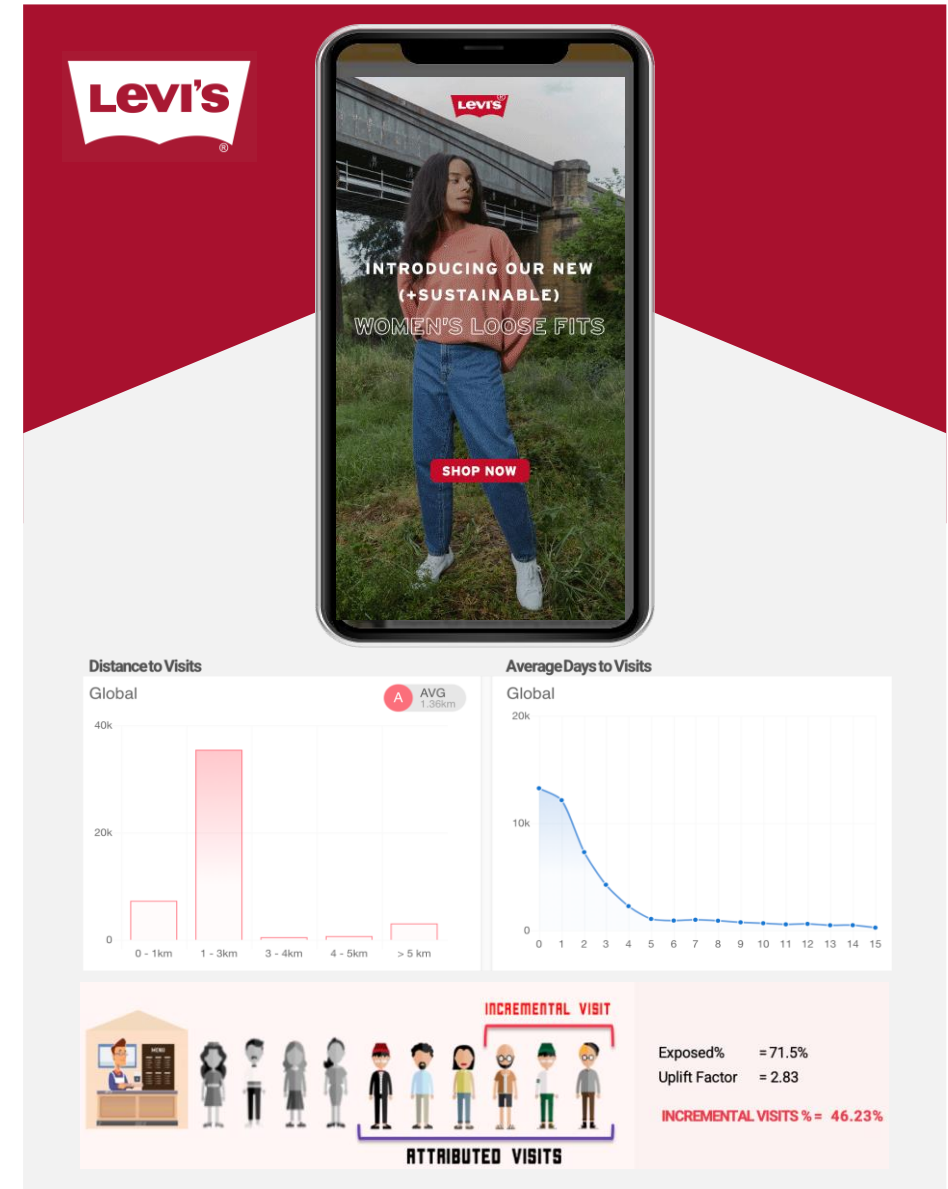 LEVI'S
®
LEVI'S
®
INTRODUCING OUR NEW
(+SUSTAINABLE)
WOMEN'S LOOSE FITS
SHOP NOW
Distance to Visits
Global
A
AVG
1.36km
40k
20k
0
0 - 1km 1 - 3km 3 - 4km 4 - 5km > 5 km
Average Days to Visits
Global
20k
10k
0
0 1 2 3 4 5 6 7 8 9 10 11 12 13 14 15
MENU
INCREMENTAL VISIT
ATTRIBUTED VISITS
Exposed% = 71.5%
Uplift Factor = 2.83
INCREMENTAL VISITS % = 46.23%